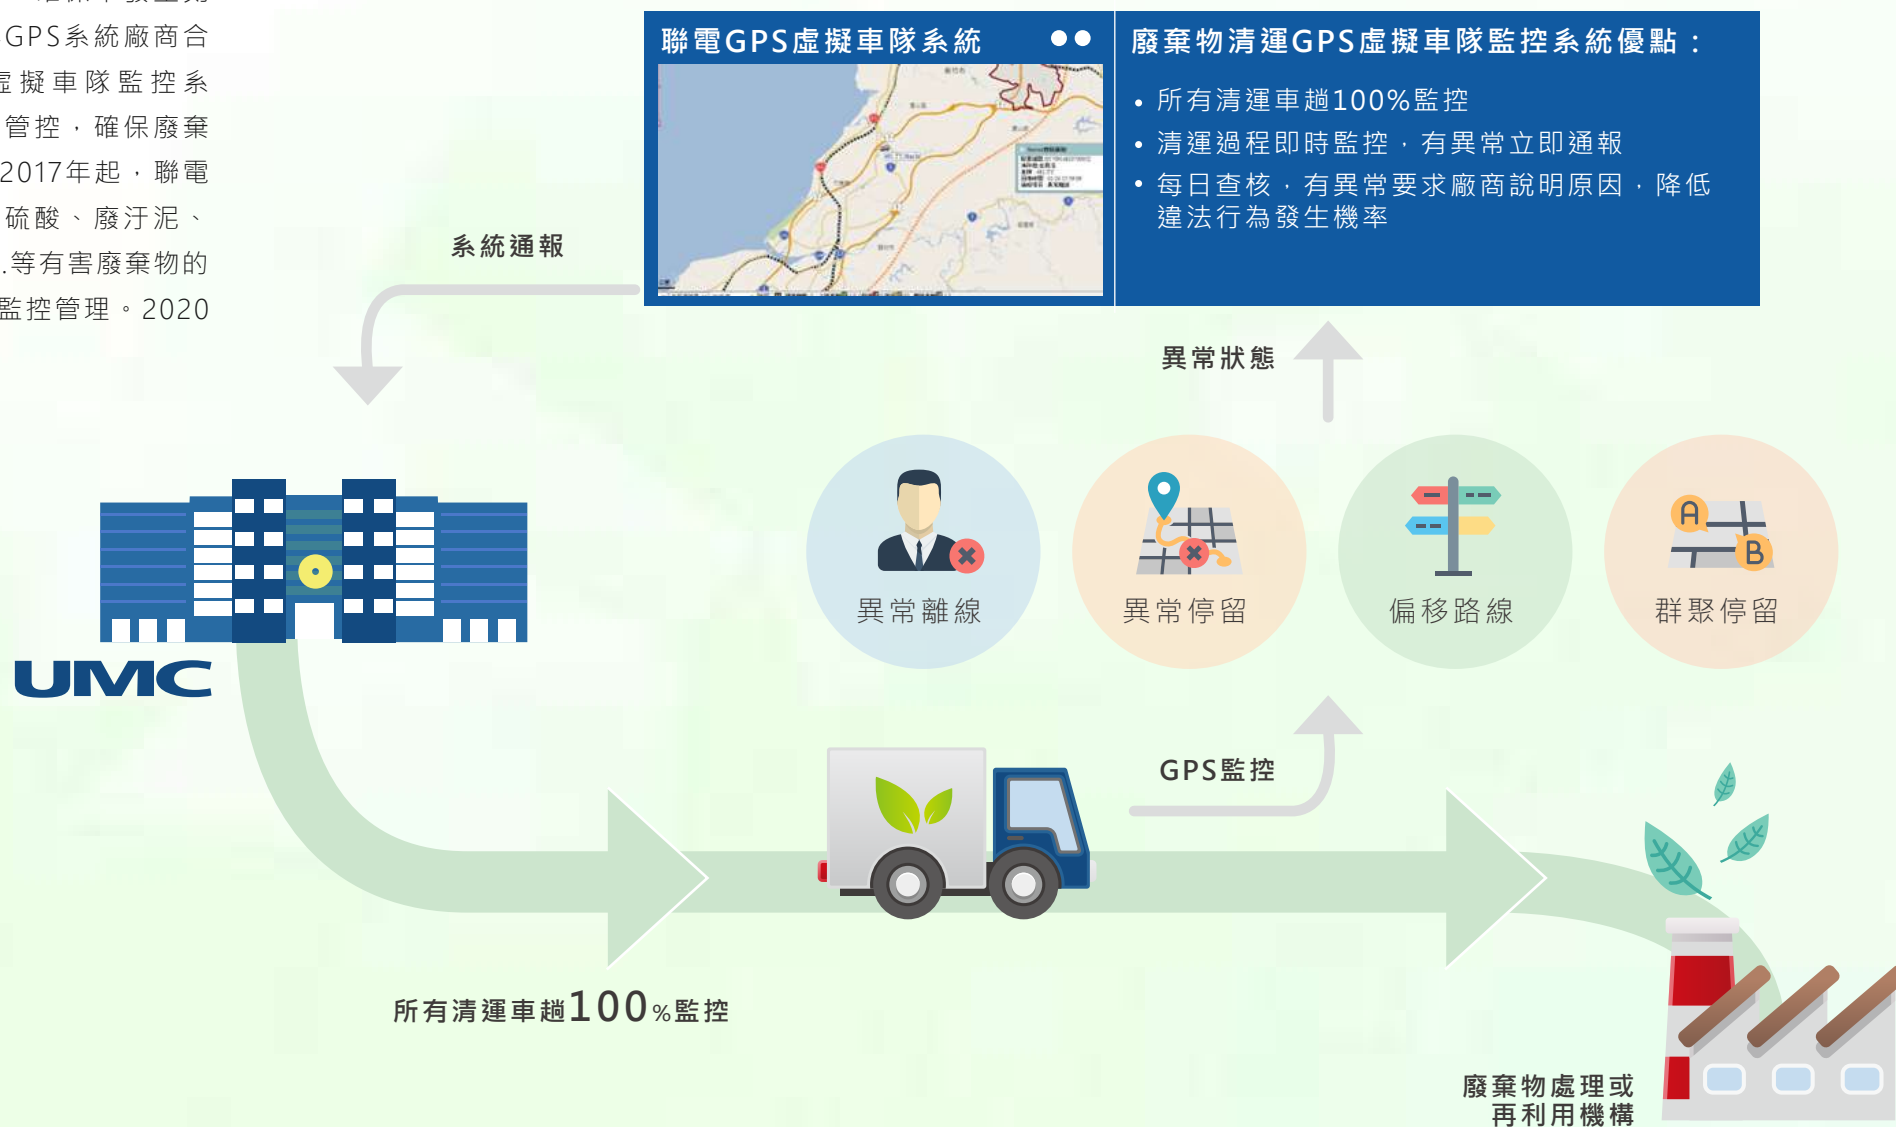 GPS系統廠商合
虛擬車隊監控系
管控，確保廢棄
2017年起，聯電
硫酸、廢汙泥、
.等有害廢棄物的
監控管理。2020
聯電GPS虛擬車隊系統
廢棄物清運GPS虛擬車隊監控系統優點：
• 所有清運車趟100%監控
• 清運過程即時監控，有異常立即通報
• 每日查核，有異常要求廠商說明原因，降低
違法行為發生機率
系統通報
異常狀態
異常離線
異常停留
偏移路線
群聚停留
A
B
UMC
GPS監控
所有清運車趟100%監控
廢棄物處理或
再利用機構